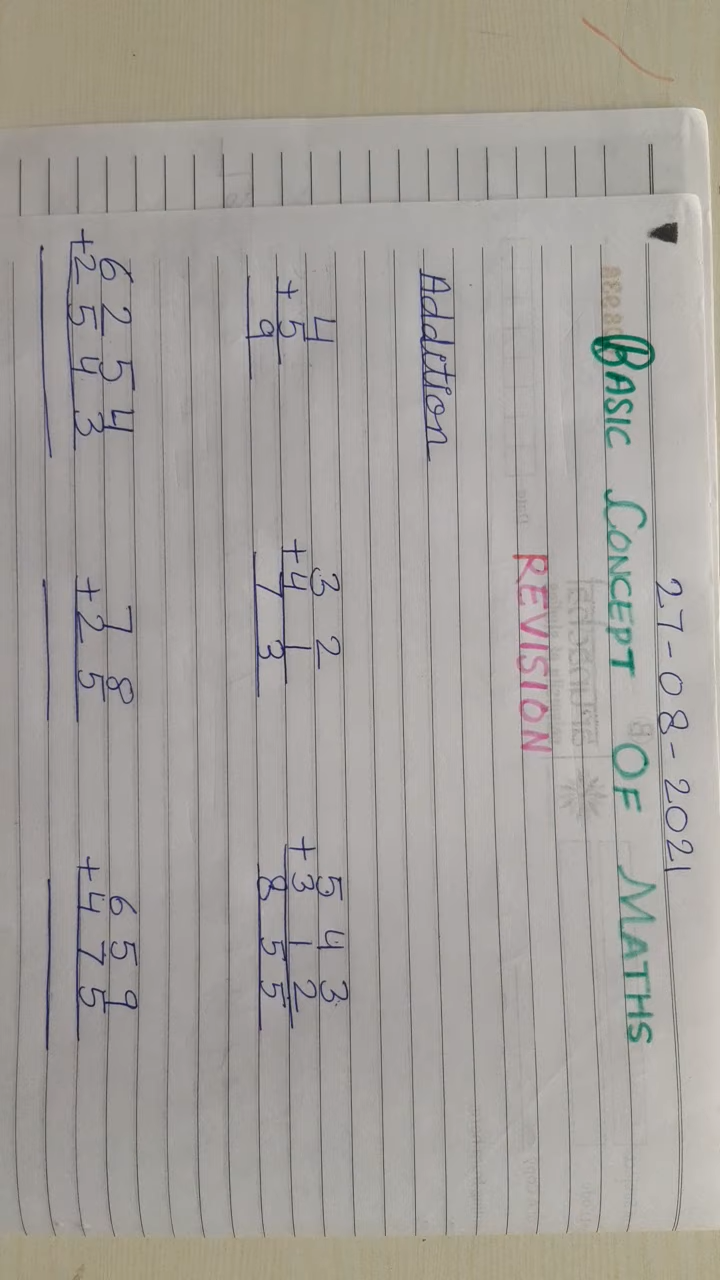 27-08-2021
BASIC CONCEPT OF MATHS
REVISION
Addition
4 32 543
+5 +41 +312
9 73 855
6254 78 659
+2543 +25 +475